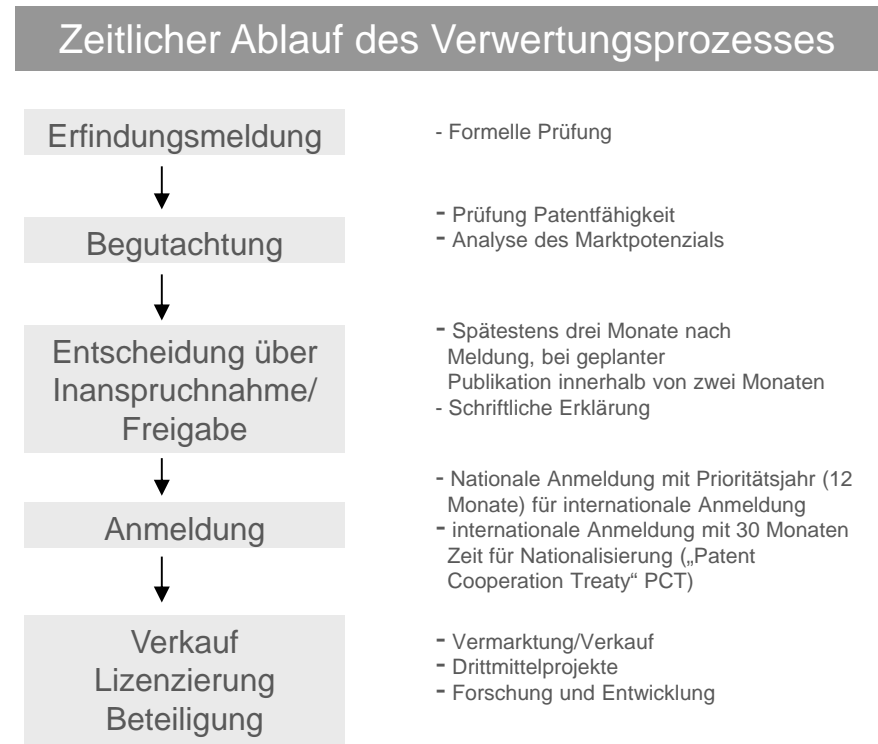 Zeitlicher Ablauf des Verwertungsprozesses
Erfindungsmeldung
- Formelle Prüfung
Begutachtung
- Prüfung Patentfähigkeit
- Analyse des Marktpotenzials
Entscheidung über
Inanspruchnahme/
Freigabe
- Spätestens drei Monate nach
Meldung, bei geplanter
Publikation innerhalb von zwei Monaten
- Schriftliche Erklärung
Anmeldung
- Nationale Anmeldung mit Prioritätsjahr (12
Monate) für internationale Anmeldung
- internationale Anmeldung mit 30 Monaten
Zeit für Nationalisierung („Patent
Cooperation Treaty“ PCT)
Verkauf
Lizenzierung
Beteiligung
- Vermarktung/Verkauf
- Drittmittelprojekte
- Forschung und Entwicklung